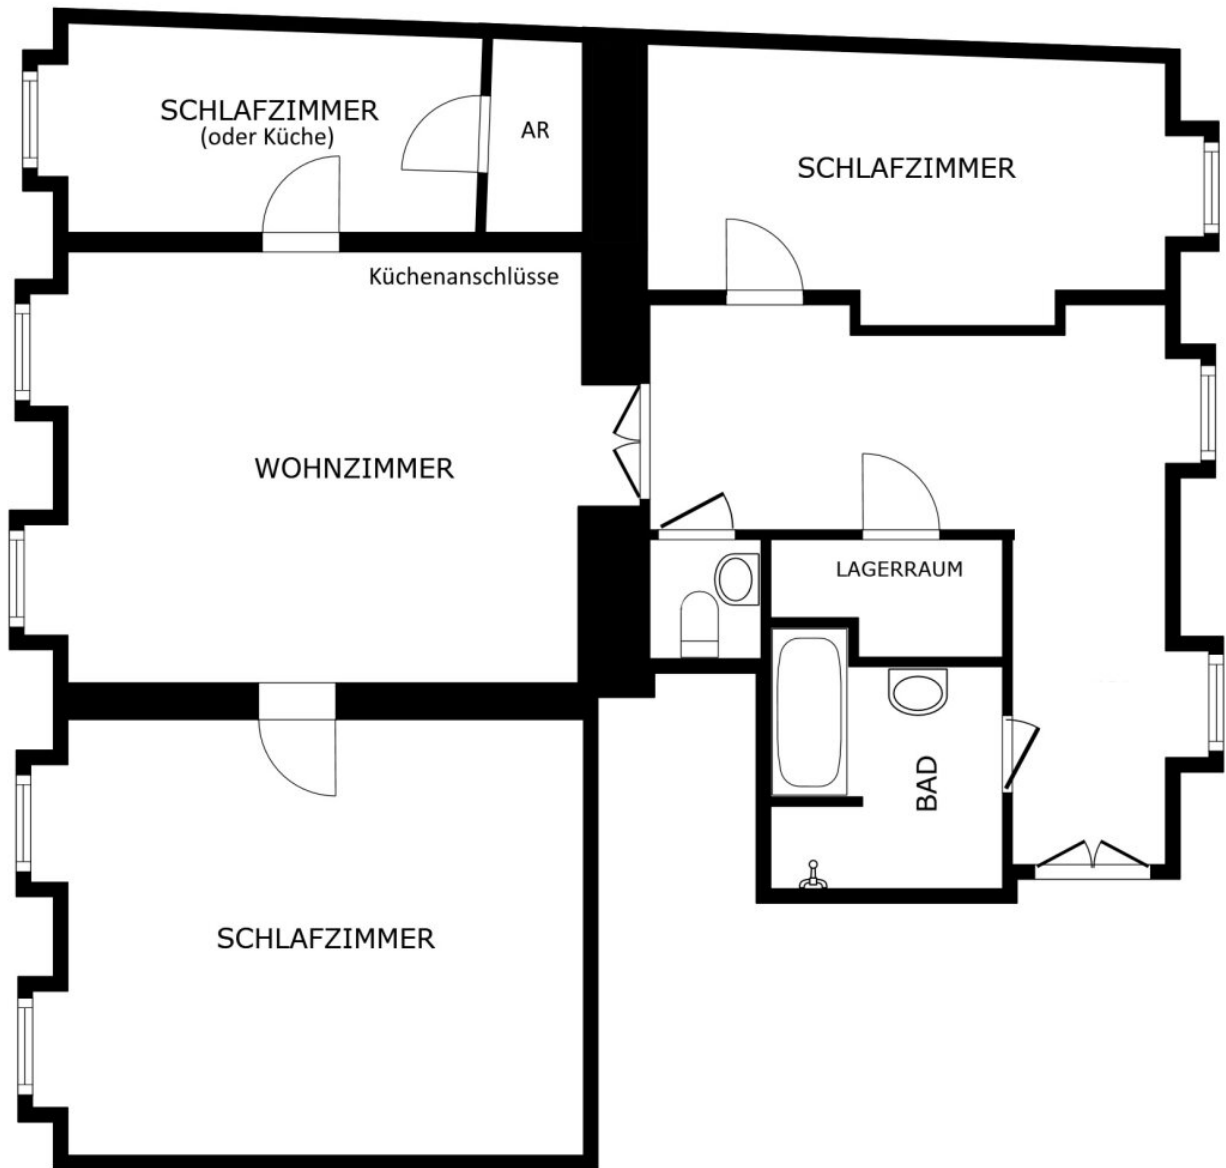 SCHLAFZIMMER
(oder Küche)
AR
SCHLAFZIMMER
Küchenanschlüsse
WOHNZIMMER
LAGERRAUM
BAD
SCHLAFZIMMER